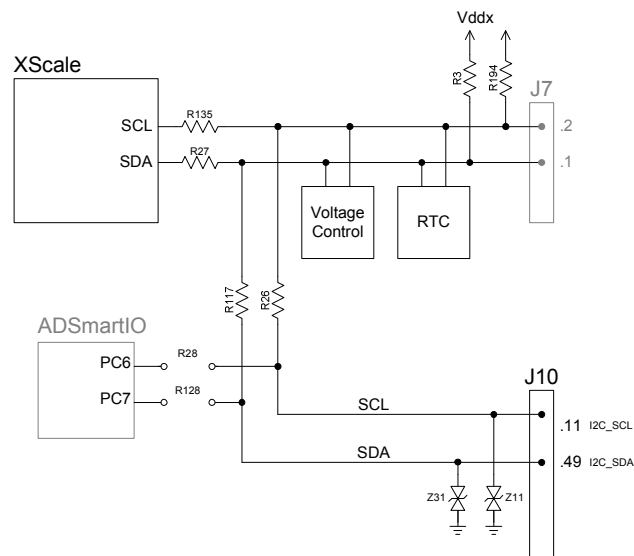 Vddx
XScale
R3
R194
J7
R135
SCL
.2
R27
SDA
.1
Voltage
Control
RTC
R117
R26
ADSmartIO
PC6
R28
J10
PC7
R128
SCL
.11 I2C_SCL
SDA
.49 I2C_SDA
Z31
Z11